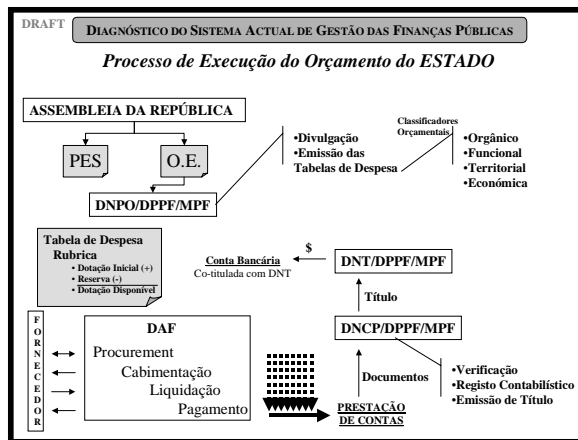 DRAFT
DIAGNÓSTICO DO SISTEMA ACTUAL DE GESTÃO DAS FINANÇAS PÚBLICAS
Processo de Execução do Orçamento do ESTADO
ASSEMBLEIA DA REPÚBLICA
PES
O.E.
DNPO/DPPF/MPF
•Divulgação
•Emissão das
Tabelas de Despesa
Classificadores
Orçamentais
•Orgânico
•Funcional
•Territorial
•Económica
Tabela de Despesa
Rubrica
• Dotação Inicial (+)
• Reserva (-)
• Dotação Disponível
Conta Bancária
Co-titulada com DNT
$
DNT/DPPF/MPF
Título
DNCP/DPPF/MPF
Documentos
•Verificação
•Registo Contabilístico
•Emissão de Título
PRESTAÇÃO
DE CONTAS
FORNECEDOR
DAF
Procurement
Cabimentação
Liquidação
Pagamento